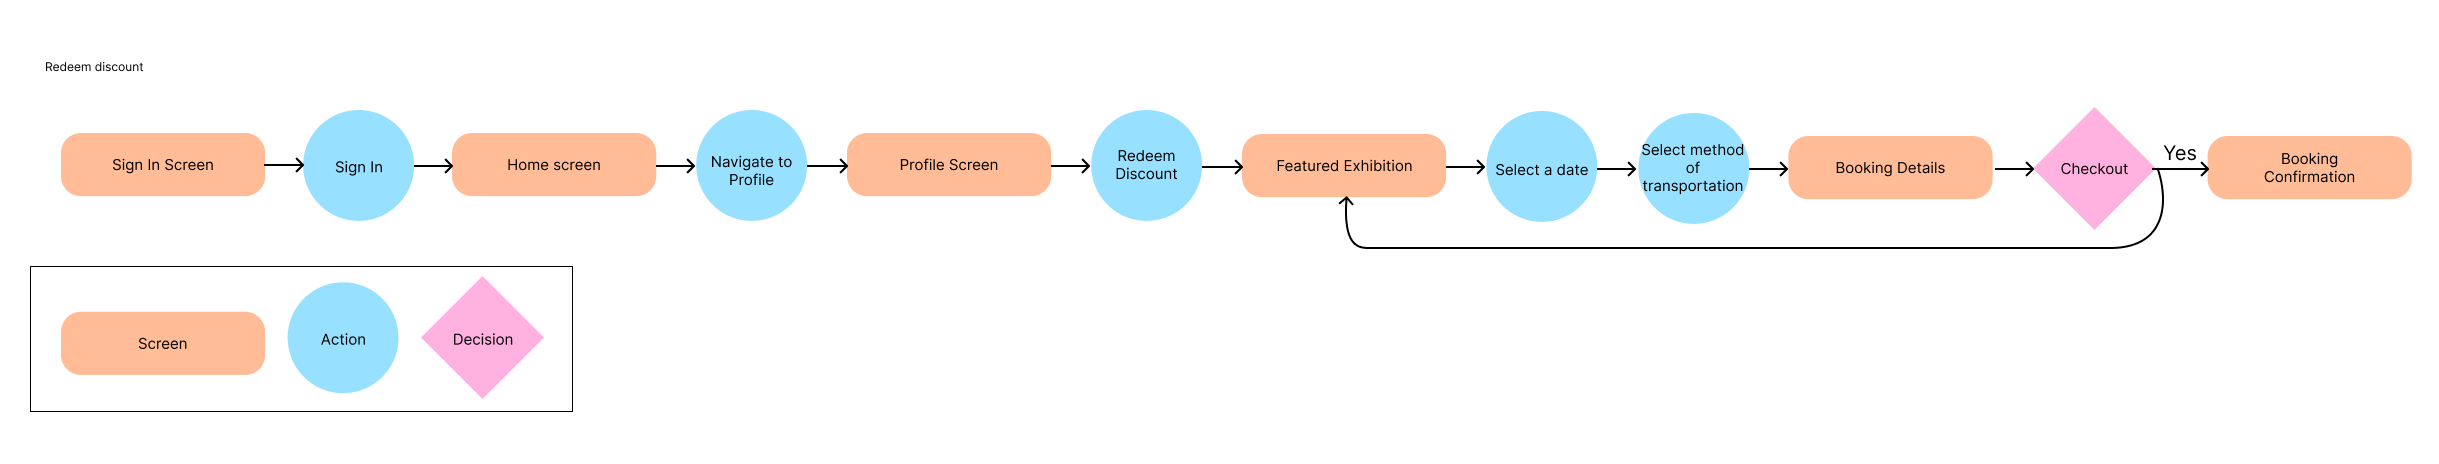 Redeem discount
Sign In Screen
Sign In
Home screen
Navigate to
Profile
Profile Screen
Redeem
Discount
Featured Exhibition
Select a date
Select method
of
transportation
Booking Details
Checkout
Yes
Booking
Confirmation
Screen
Action
Decision